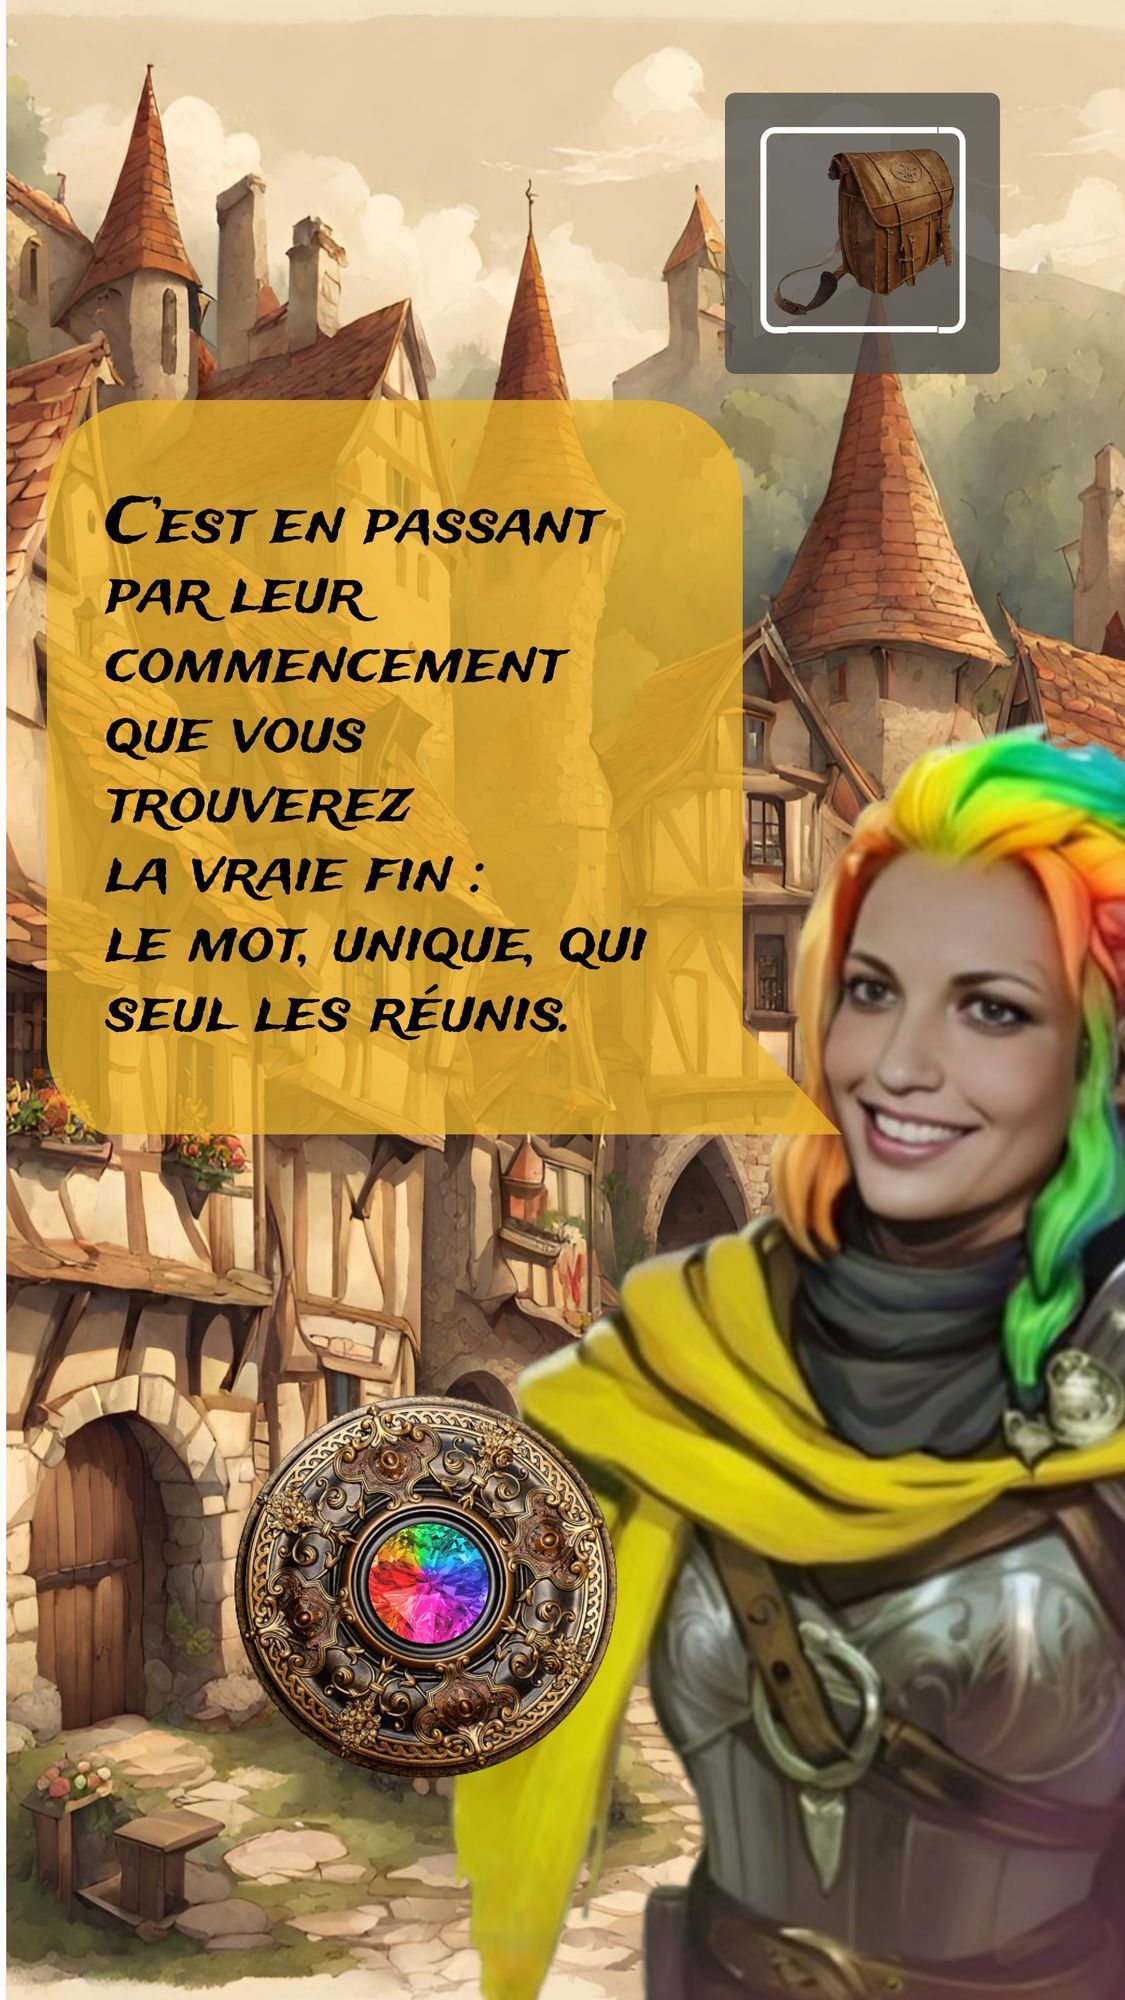 C'EST EN PASSANT
PAR LEUR
COMMENCEMENT
QUE VOUS
TROUVEREZ
LA VRAIE FIN :
LE MOT, UNIQUE, QUI
SEUL LES RÉUNIS.